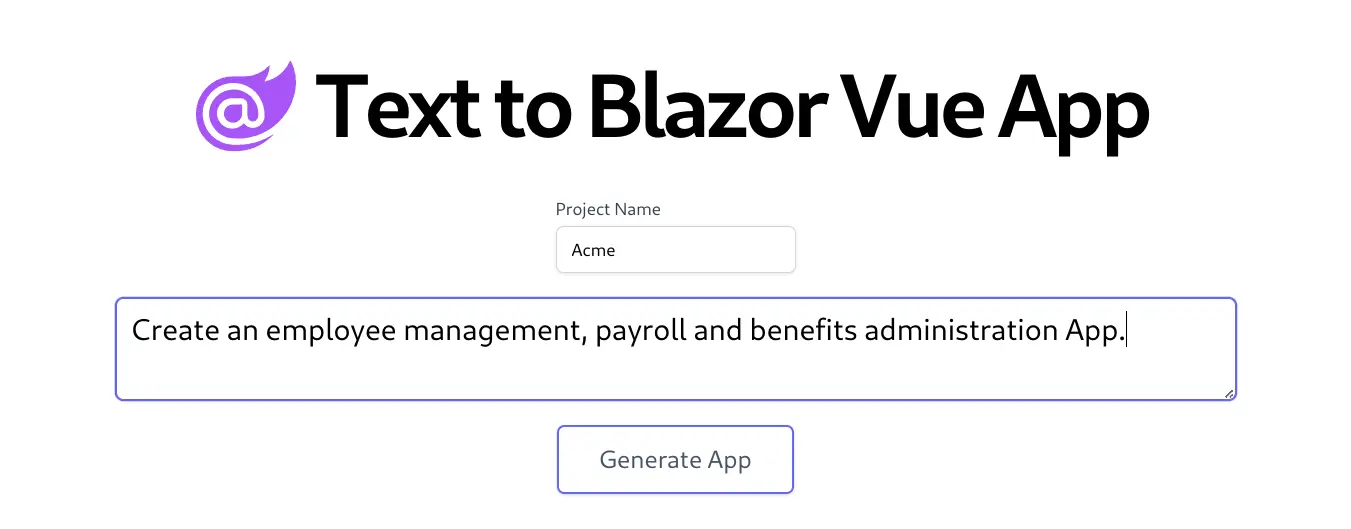 @ Text to Blazor Vue App
Project Name
Acme
Create an employee management, payroll and benefits administration App.
Generate App